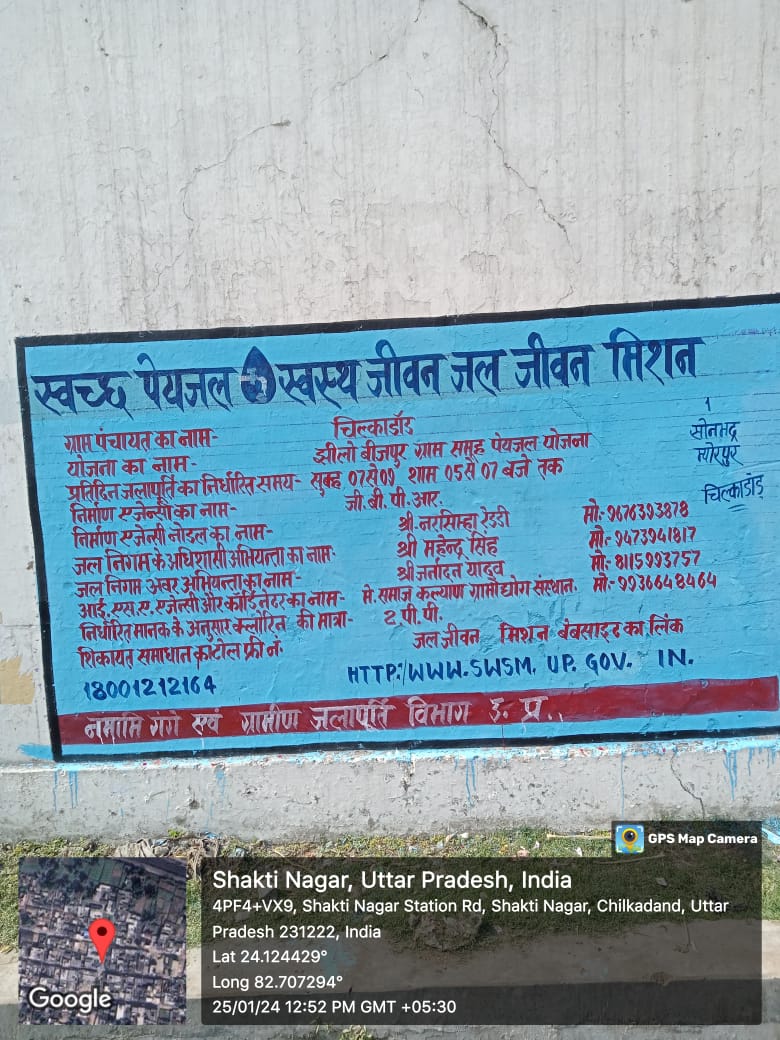 स्वच्छ पेयजल स्वस्थ जीवन जल जीवन मिशन
1
सोनभद्र
म्योरपुर
चिल्काडॉड
ग्राम पंचायत का नाम- चिल्काडॉड
योजना का नाम- झीलो बीजपुर ग्राम समूह पेयजल योजना
प्रतिदिन जलापूर्ति का निर्धारित समय- सुबह 07 से 09 शाम 05 से 07 बजे तक
निर्माण एजेन्सी का नाम- जी. बी. पी. आर.
निर्माण एजेन्सी नोडल का नाम- श्री. नरसिम्हा रेडडी मो.- 9676393878
जल निगम के अधिशासी अभियन्ता का नाम- श्री महेन्द्र सिंह मो.- 9473941817
जल निगम अवर अभियन्ता का नाम- श्री जर्नादन यादव मो.- 8115993757
आई. एस. ए. एजेन्सी और कॉर्डिनेटर का नाम- मे. समाज कल्याण ग्रामोद्योग संस्थान. मो.- 9936648464
निर्धारित मानक के अनुसार क्लोरिन की मात्रा- 2 पी. पी.
शिकायत समाधान का टोल फ्री नं. जल जीवन मिशन बेबसाइट का लिंक
18001212164 HTTP:/WWW.SWSM. UP. GOV. IN.
नमामि गंगे एवं ग्रामीण जलापूर्ति विभाग उ. प्र..
GPS Map Camera
Shakti Nagar, Uttar Pradesh, India
4PF4+VX9, Shakti Nagar Station Rd, Shakti Nagar, Chilkadand, Uttar
Pradesh 231222, India
Lat 24.124429°
Long 82.707294°
25/01/24 12:52 PM GMT +05:30
Google